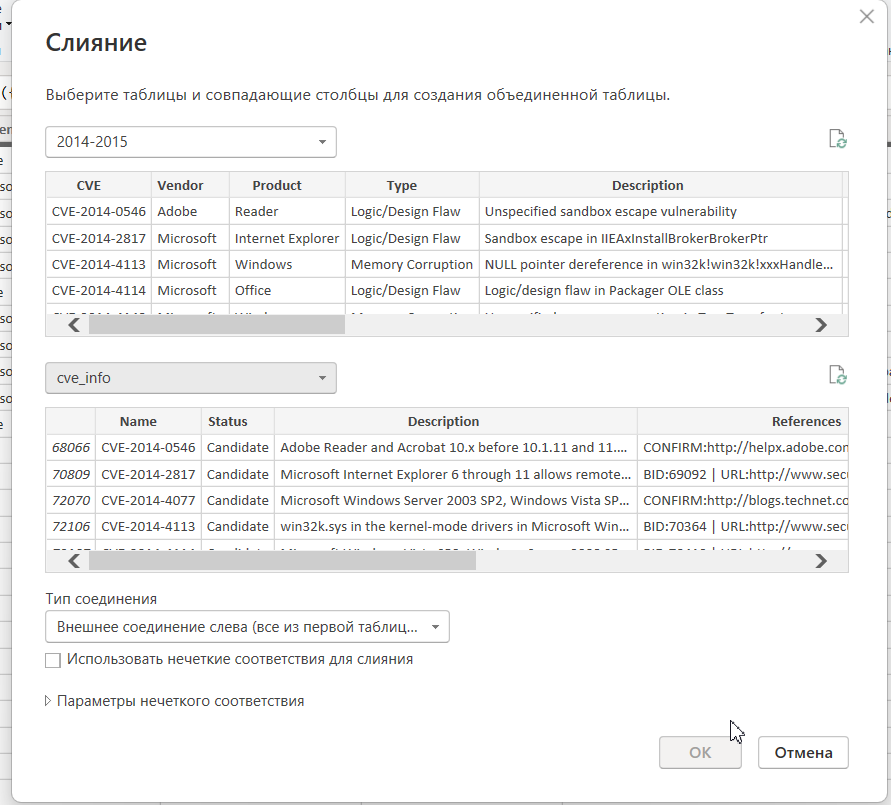 Слияние
Выберите таблицы и совпадающие столбцы для создания объединенной таблицы.
2014-2015
CVE Vendor Product Type Description
CVE-2014-0546 Adobe Reader Logic/Design Flaw Unspecified sandbox escape vulnerability
CVE-2014-2817 Microsoft Internet Explorer Logic/Design Flaw Sandbox escape in IIEAxInstallBrokerBrokerPtr
CVE-2014-4113 Microsoft Windows Memory Corruption NULL pointer dereference in win32k!win32k!xxxHandle...
CVE-2014-4114 Microsoft Office Logic/Design Flaw Logic/design flaw in Packager OLE class
cve_info
Name Status Description References
68066 CVE-2014-0546 Candidate Adobe Reader and Acrobat 10.x before 10.1.11 and 11.... CONFIRM:http://helpx.adobe.con
70809 CVE-2014-2817 Candidate Microsoft Internet Explorer 6 through 11 allows remote... BID:69092 | URL:http://www.secu
72070 CVE-2014-4077 Candidate Microsoft Windows Server 2003 SP2, Windows Vista SP... CONFIRM:http://blogs.technet.co
72106 CVE-2014-4113 Candidate win32k.sys in the kernel-mode drivers in Microsoft Win... BID:70364 | URL:http://www.secu
Тип соединения
Внешнее соединение слева (все из первой таблиц...
Использовать нечеткие соответствия для слияния
Параметры нечеткого соответствия
ОК Отмена